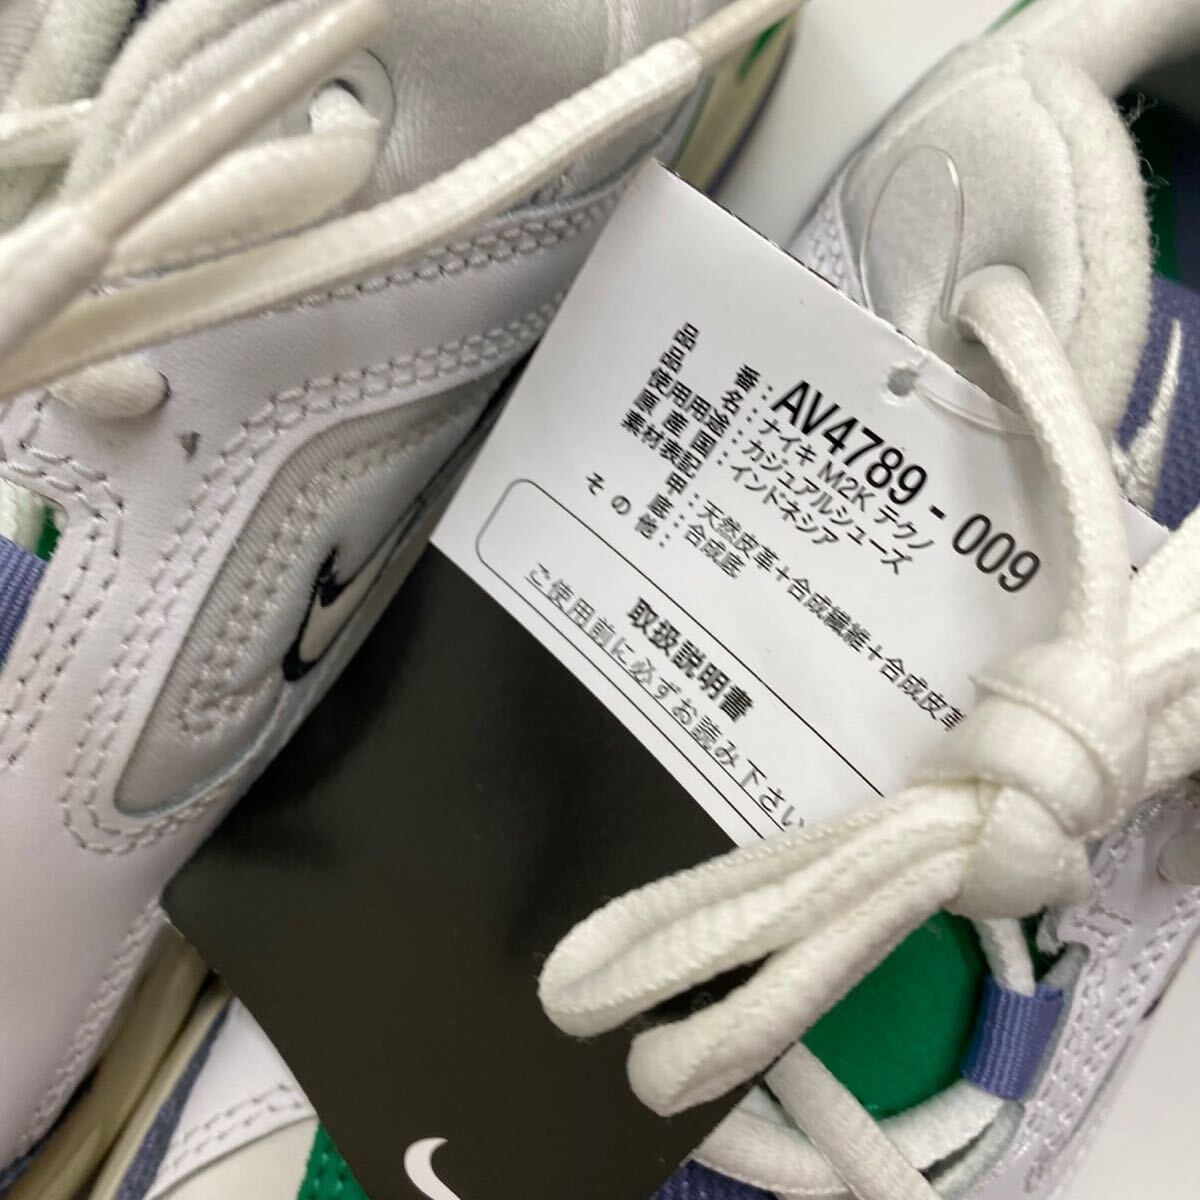 品番：AV4789-009
品名：ナイキ M2K テクノ
使用用途：カジュアルシューズ
原産国：インドネシア
素材表記 甲：天然皮革＋合成繊維＋合成皮革
底：合成底
その他：
取扱説明書
ご使用前に必ずお読み下さい